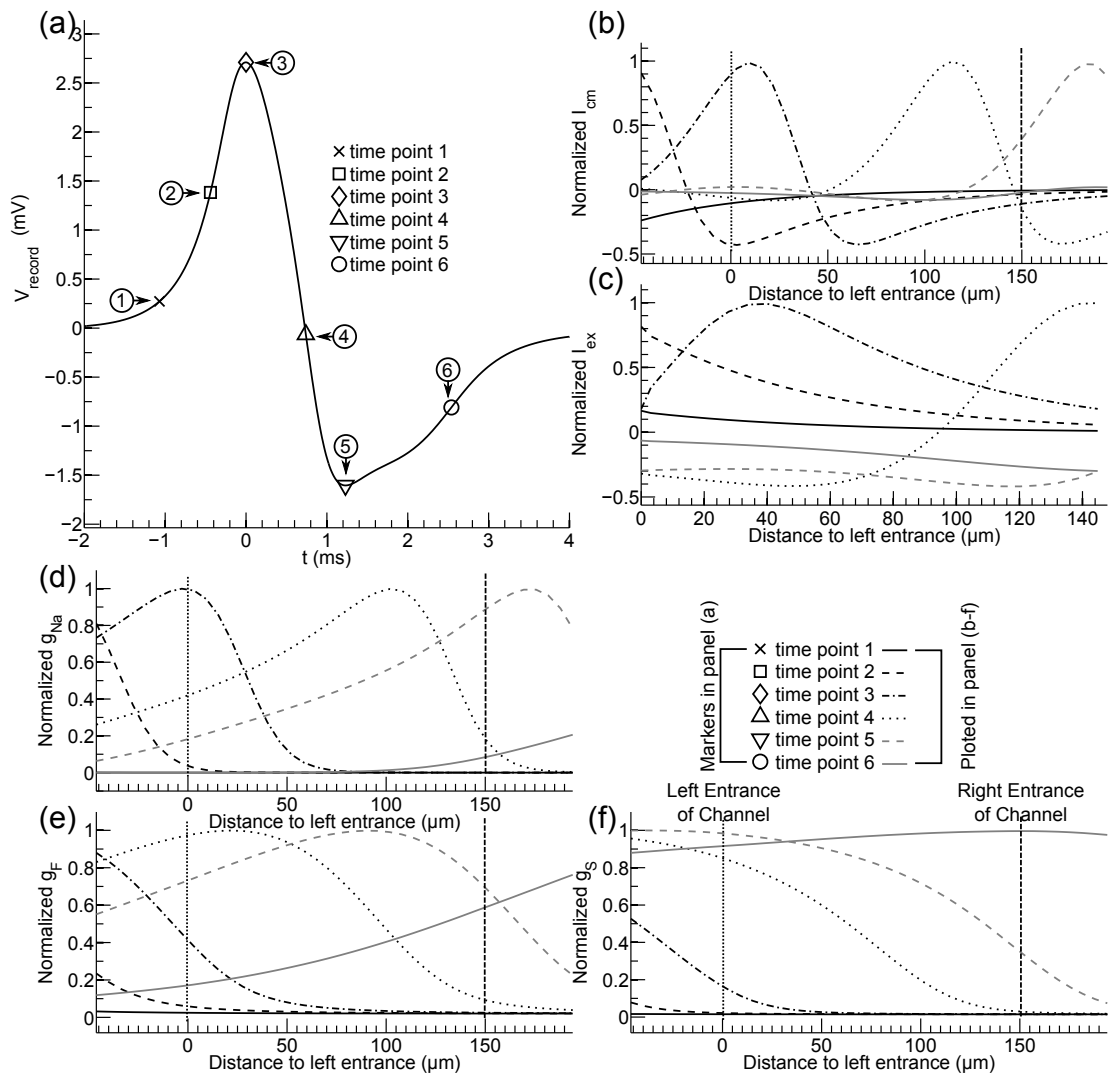 (a)
3
2.5
2
1.5
1
0.5
0
−0.5
−1
−1.5
−2
V_record (mV)
−2 −1 0 1 2 3 4
t (ms)
1
2
3
4
5
6
time point 1
time point 2
time point 3
time point 4
time point 5
time point 6
(b)
1
0.5
0
−0.5
Normalized I_cm
0 50 100 150
Distance to left entrance (μm)
(c)
1
0.5
0
−0.5
Normalized I_ex
0 20 40 60 80 100 120 140
Distance to left entrance (μm)
(d)
1
0.8
0.6
0.4
0.2
0
Normalized g_Na
0 50 100 150
Distance to left entrance (μm)
Markers in panel (a)
time point 1
time point 2
time point 3
time point 4
time point 5
time point 6
Ploted in panel (b-f)
(e)
1
0.8
0.6
0.4
0.2
0
Normalized g_F
0 50 100 150
Distance to left entrance (μm)
Left Entrance
of Channel
Right Entrance
of Channel
(f)
1
0.8
0.6
0.4
0.2
0
Normalized g_S
0 50 100 150
Distance to left entrance (μm)